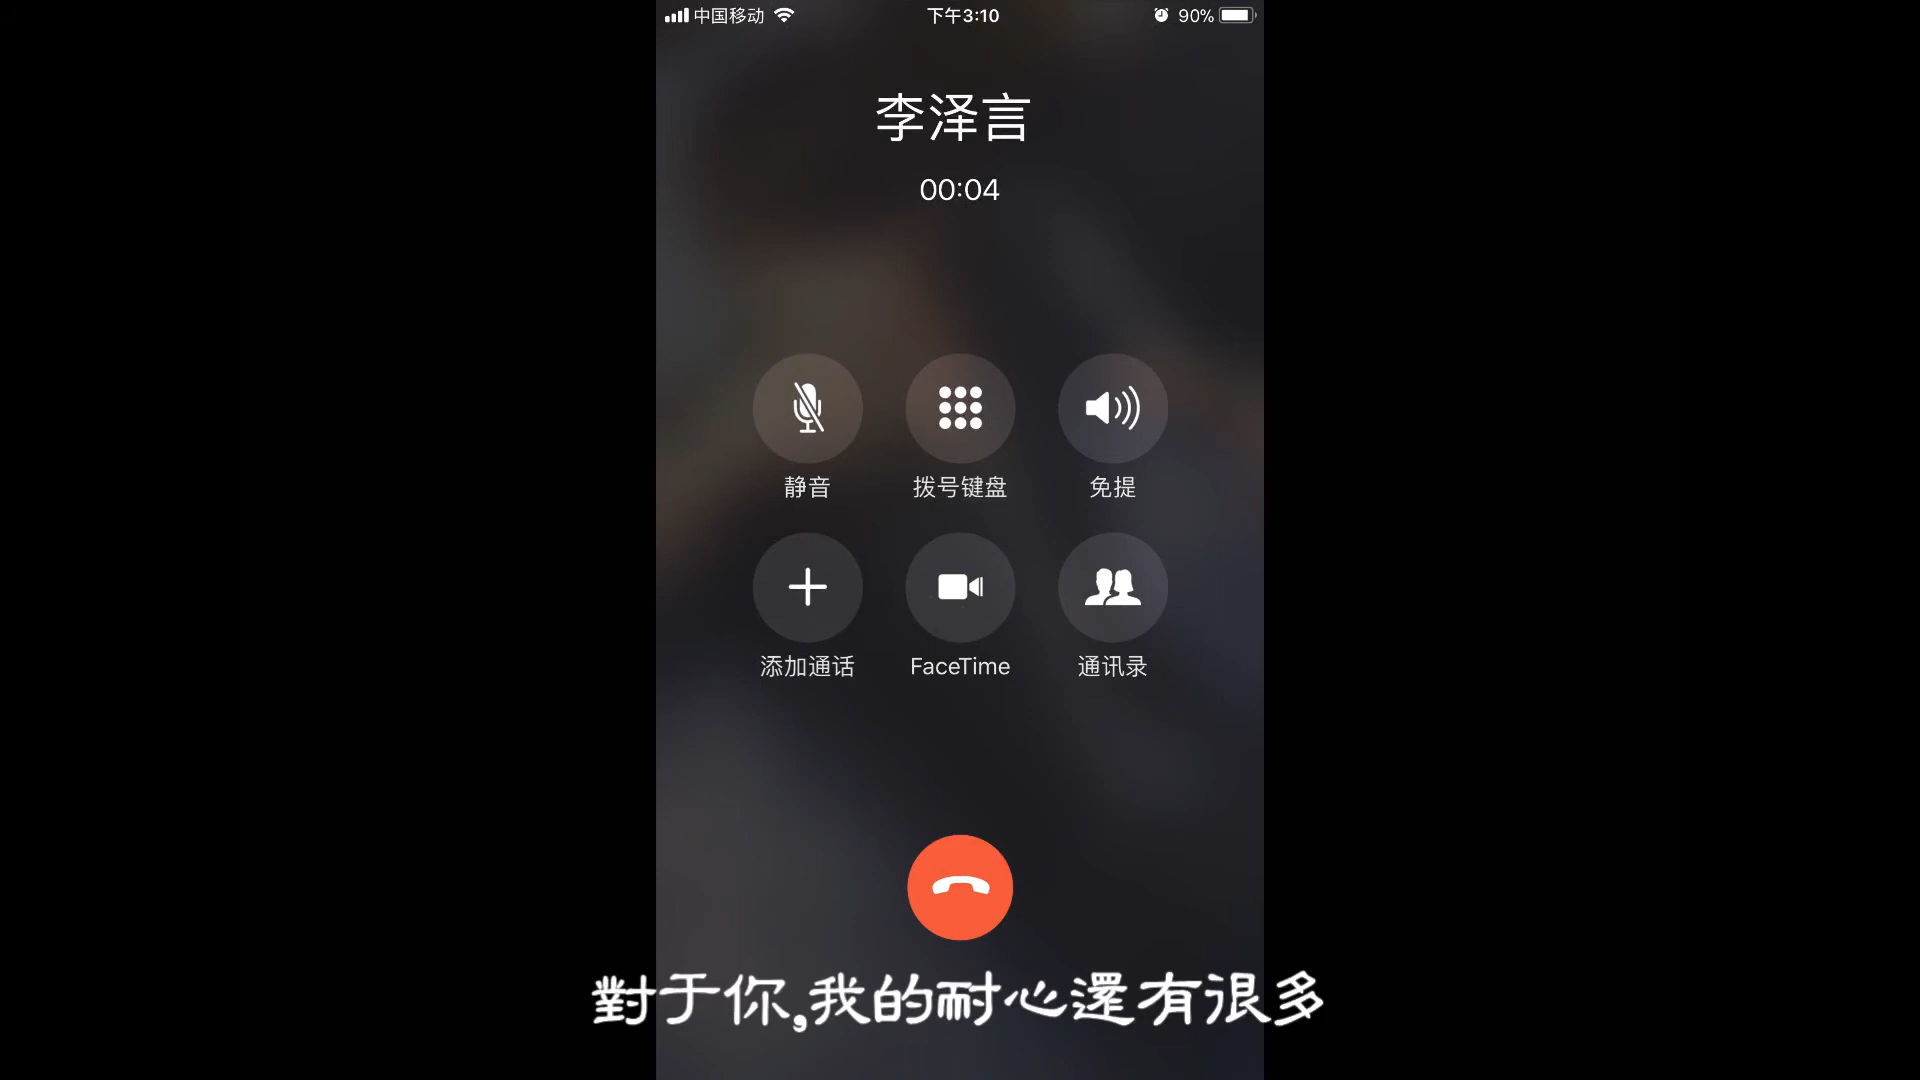 中国移动 下午3:10 90%
李泽言
00:04
静音 拨号键盘 免提
添加通话 FaceTime 通讯录
對于你,我的耐心還有很多